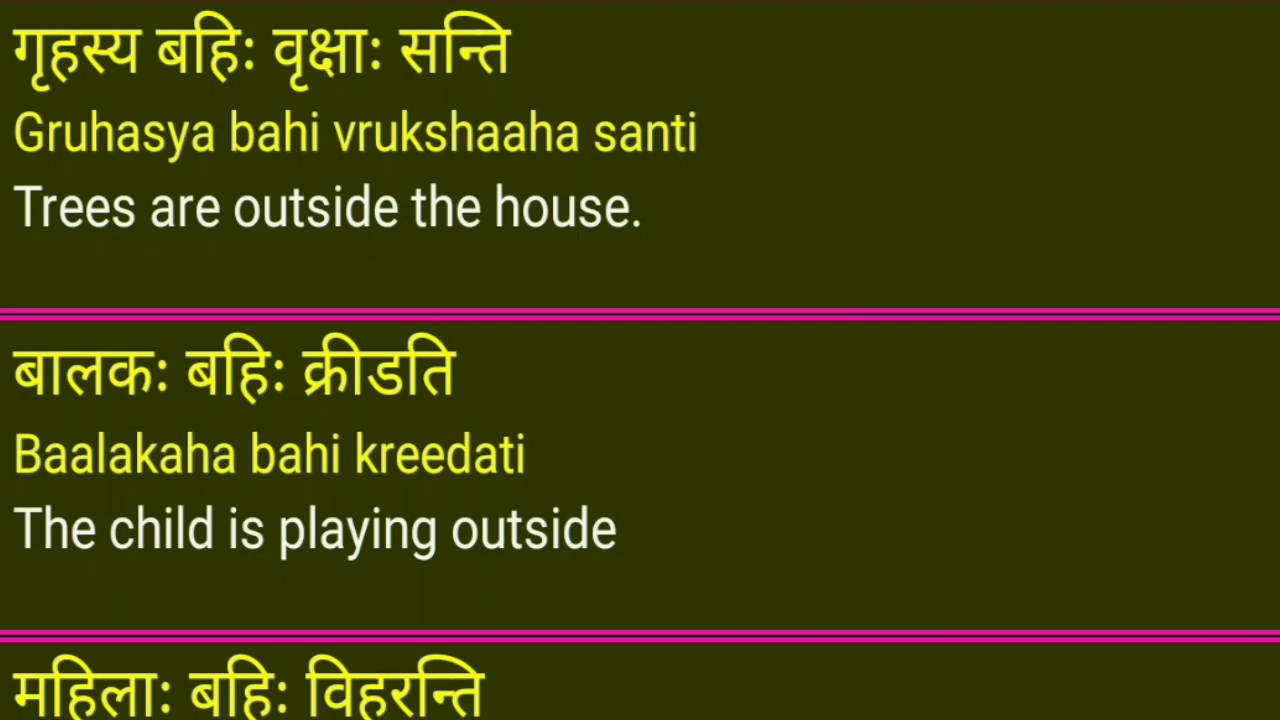 गृहस्य बहिः वृक्षाः सन्ति
Gruhasya bahi vrukshaaha santi
Trees are outside the house.
बालकः बहिः क्रीडति
Baalakaha bahi kreedati
The child is playing outside
महिलाः बहिः विहरन्ति